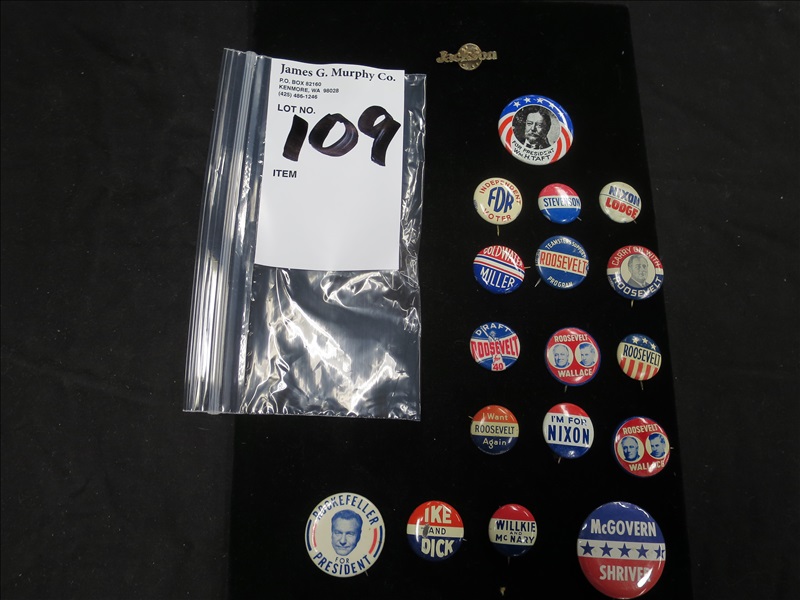 James G. Murphy Co.
P.O. BOX 82160
KENMORE, WA 98028
(425) 486-1246
LOT NO.
109
ITEM
Jackson
FOR PRESIDENT
WM. H. TAFT
INDEPENDENT
FDR
VOTER
STEVENSON
NIXON
LODGE
GOLDWATER
MILLER
ROOSEVELT
PROGRAM
CARRY ON WITH
ROOSEVELT
DRAFT
ROOSEVELT
40
ROOSEVELT
WALLACE
ROOSEVELT
I Want
ROOSEVELT
Again
I'M FOR
NIXON
ROOSEVELT
WALLACE
ROCKEFELLER
FOR
PRESIDENT
IKE
AND
DICK
WILLKIE
AND
McNARY
McGOVERN
SHRIVER